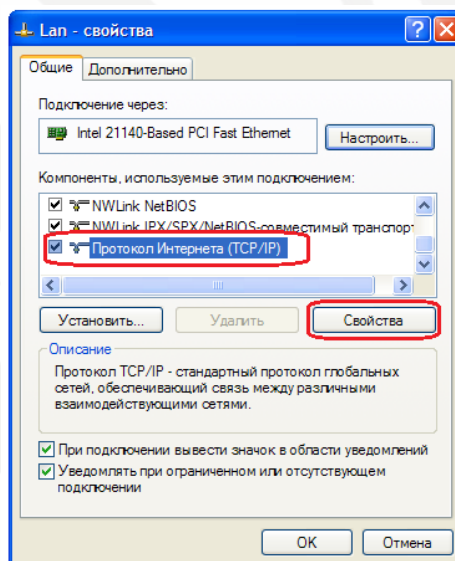 Lan - свойства
Общие Дополнительно
Подключение через:
Intel 21140-Based PCI Fast Ethernet
Настроить...
Компоненты, используемые этим подключением:
NWLink NetBIOS
NWLink IPX/SPX/NetBIOS-совместимый транспорт
Протокол Интернета (TCP/IP)
Установить... Удалить Свойства
Описание
Протокол TCP/IP - стандартный протокол глобальных
сетей, обеспечивающий связь между различными
взаимодействующими сетями.
При подключении вывести значок в области уведомлений
Уведомлять при ограниченном или отсутствующем
подключении
OK Отмена